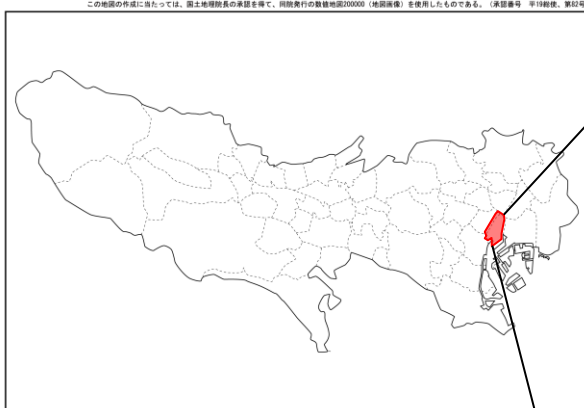 この地図の作成に当たっては、国土地理院長の承認を得て、同院発行の数値地図200000（地図画像）を使用したものである。（承認番号　平19総使、第82号